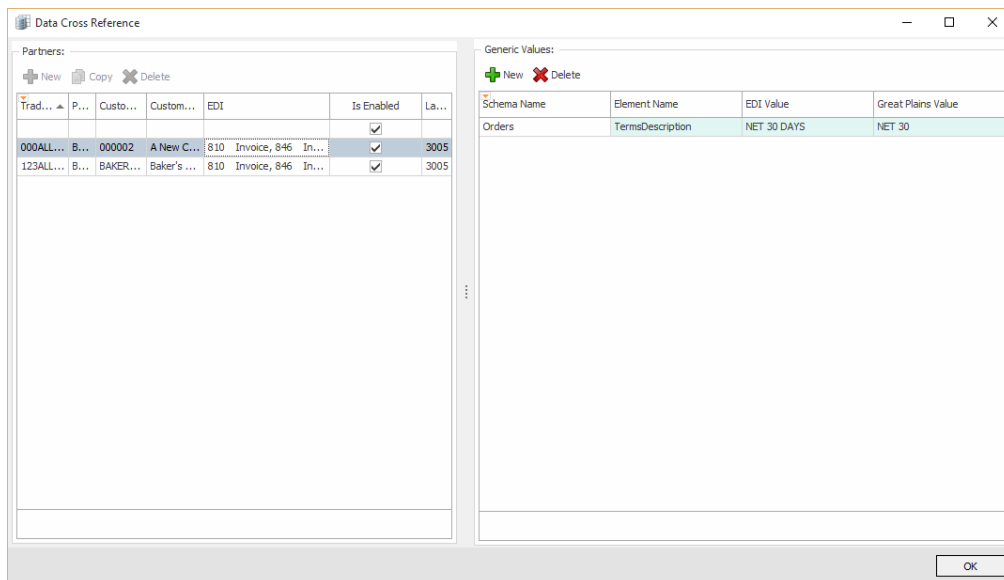 Data Cross Reference
Partners:
New Copy Delete
Trad... P... Custo... Custom... EDI Is Enabled La...
000ALL... B... 000002 A New C... 810 Invoice, 846 In... 3005
123ALL... B... BAKER... Baker's ... 810 Invoice, 846 In... 3005
Generic Values:
New Delete
Schema Name Element Name EDI Value Great Plains Value
Orders TermsDescription NET 30 DAYS NET 30
OK